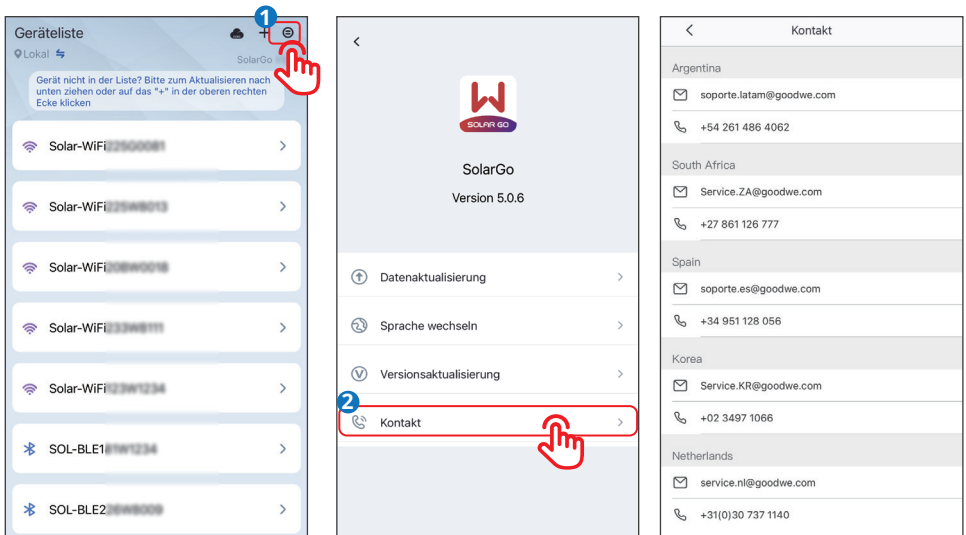 1
Geräteliste
Lokal
SolarGo
Gerät nicht in der Liste? Bitte zum Aktualisieren nach
unten ziehen oder auf das "+" in der oberen rechten
Ecke klicken
Solar-WiFi
Solar-WiFi
Solar-WiFi
Solar-WiFi
Solar-WiFi
SOL-BLE1
SOL-BLE2
SOLAR GO
SolarGo
Version 5.0.6
Datenaktualisierung
Sprache wechseln
Versionsaktualisierung
2
Kontakt
Kontakt
Argentina
soporte.latam@goodwe.com
+54 261 486 4062
South Africa
Service.ZA@goodwe.com
+27 861 126 777
Spain
soporte.es@goodwe.com
+34 951 128 056
Korea
Service.KR@goodwe.com
+02 3497 1066
Netherlands
service.nl@goodwe.com
+31(0)30 737 1140